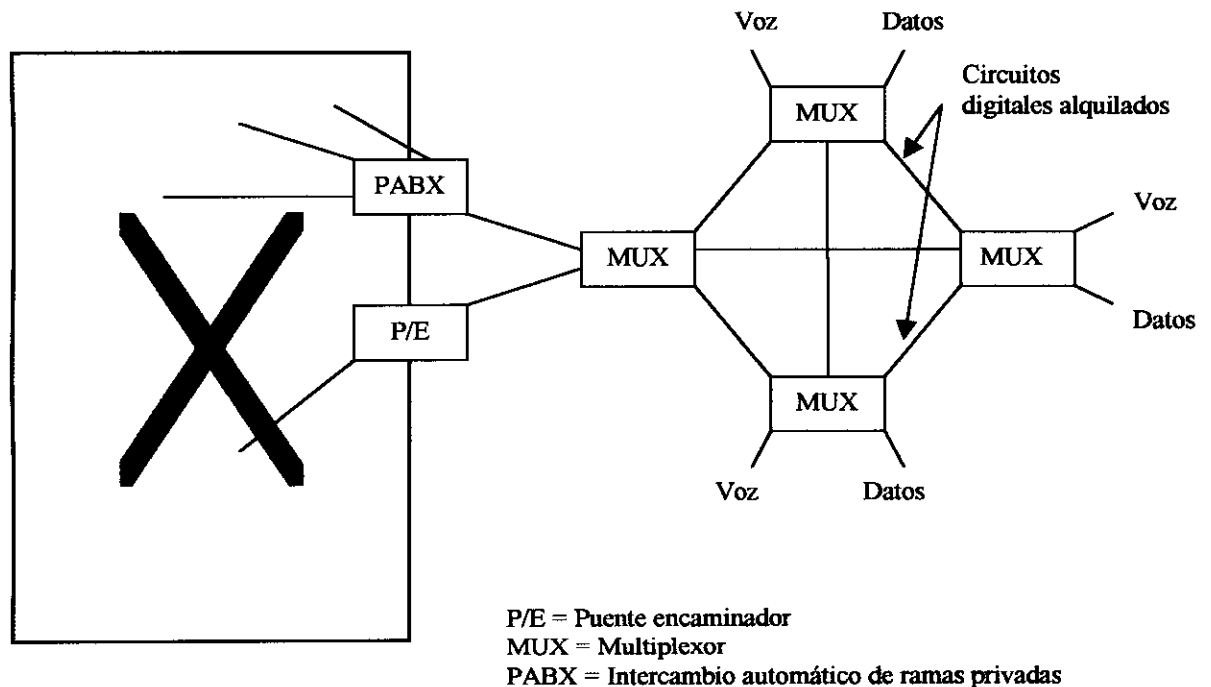 Voz Datos
Circuitos
digitales alquilados
MUX
PABX
Voz
MUX
MUX
P/E
Datos
MUX
Voz Datos
P/E = Puente encaminador
MUX = Multiplexor
PABX = Intercambio automático de ramas privadas